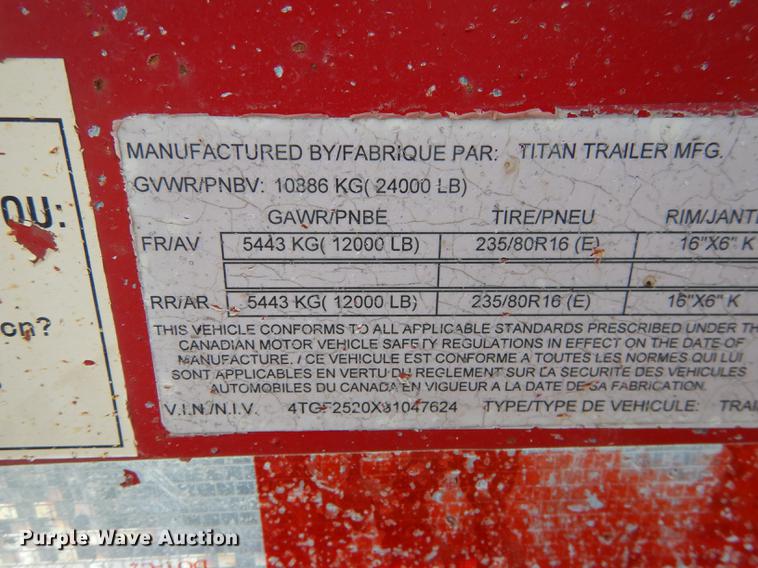 OU:
on?
MANUFACTURED BY/FABRIQUE PAR: TITAN TRAILER MFG.
GVWR/PNBV: 10886 KG( 24000 LB)
GAWR/PNBE TIRE/PNEU RIM/JANTE
FR/AV 5443 KG( 12000 LB) 235/80R16 (E) 16"X6" K
RR/AR 5443 KG( 12000 LB) 235/80R16 (E) 16"X6" K
THIS VEHICLE CONFORMS TO ALL APPLICABLE STANDARDS PRESCRIBED UNDER TH
CANADIAN MOTOR VEHICLE SAFETY REGULATIONS IN EFFECT ON THE DATE OF
MANUFACTURE. / CE VEHICULE EST CONFORME A TOUTES LES NORMES QUI LUI
SONT APPLICABLES EN VERTU DU REGLEMENT SUR LA SECURITE DES VEHICULES
AUTOMOBILES DU CANADA EN VIGUEUR A LA DATE DE SA FABRICATION.
V.I.N./N.I.V. TYPE/TYPE DE VEHICULE: TRAI
Purple Wave Auction